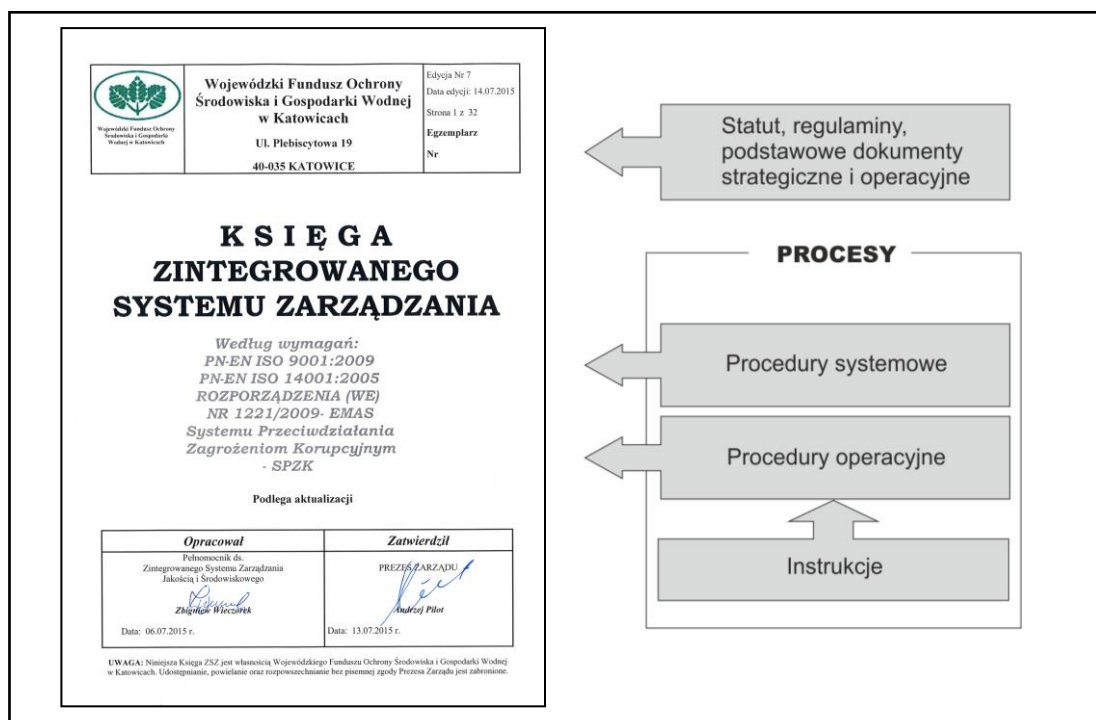 Wojewódzki Fundusz Ochrony
Środowiska i Gospodarki Wodnej
w Katowicach
Wojewódzki Fundusz Ochrony
Środowiska i Gospodarki Wodnej
w Katowicach
Ul. Plebiscytowa 19
40-035 KATOWICE
Edycja Nr 7
Data edycji: 14.07.2015
Strona 1 z 32
Egzemplarz
Nr
KSIĘGA
ZINTEGROWANEGO
SYSTEMU ZARZĄDZANIA
Według wymagań:
PN-EN ISO 9001:2009
PN-EN ISO 14001:2005
ROZPORZĄDZENIA (WE)
NR 1221/2009- EMAS
Systemu Przeciwdziałania
Zagrożeniom Korupcyjnym
- SPZK
Podlega aktualizacji
Opracował
Pełnomocnik ds.
Zintegrowanego Systemu Zarządzania
Jakością i Środowiskowego
Zbigniew Wieczorek
Data: 06.07.2015 r.
Zatwierdził
PREZES ZARZĄDU
Andrzej Pilot
Data: 13.07.2015 r.
UWAGA: Niniejsza Księga ZSZ jest własnością Wojewódzkiego Funduszu Ochrony Środowiska i Gospodarki Wodnej
w Katowicach. Udostępnianie, powielanie oraz rozpowszechnianie bez pisemnej zgody Prezesa Zarządu jest zabronione.
Statut, regulaminy,
podstawowe dokumenty
strategiczne i operacyjne
PROCESY
Procedury systemowe
Procedury operacyjne
Instrukcje